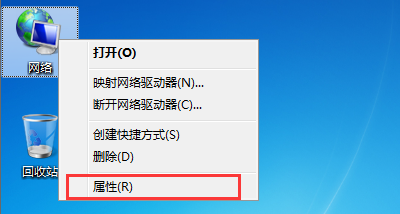 网络
打开(O)
映射网络驱动器(N)...
断开网络驱动器(C)...
创建快捷方式(S)
删除(D)
回收站
属性(R)